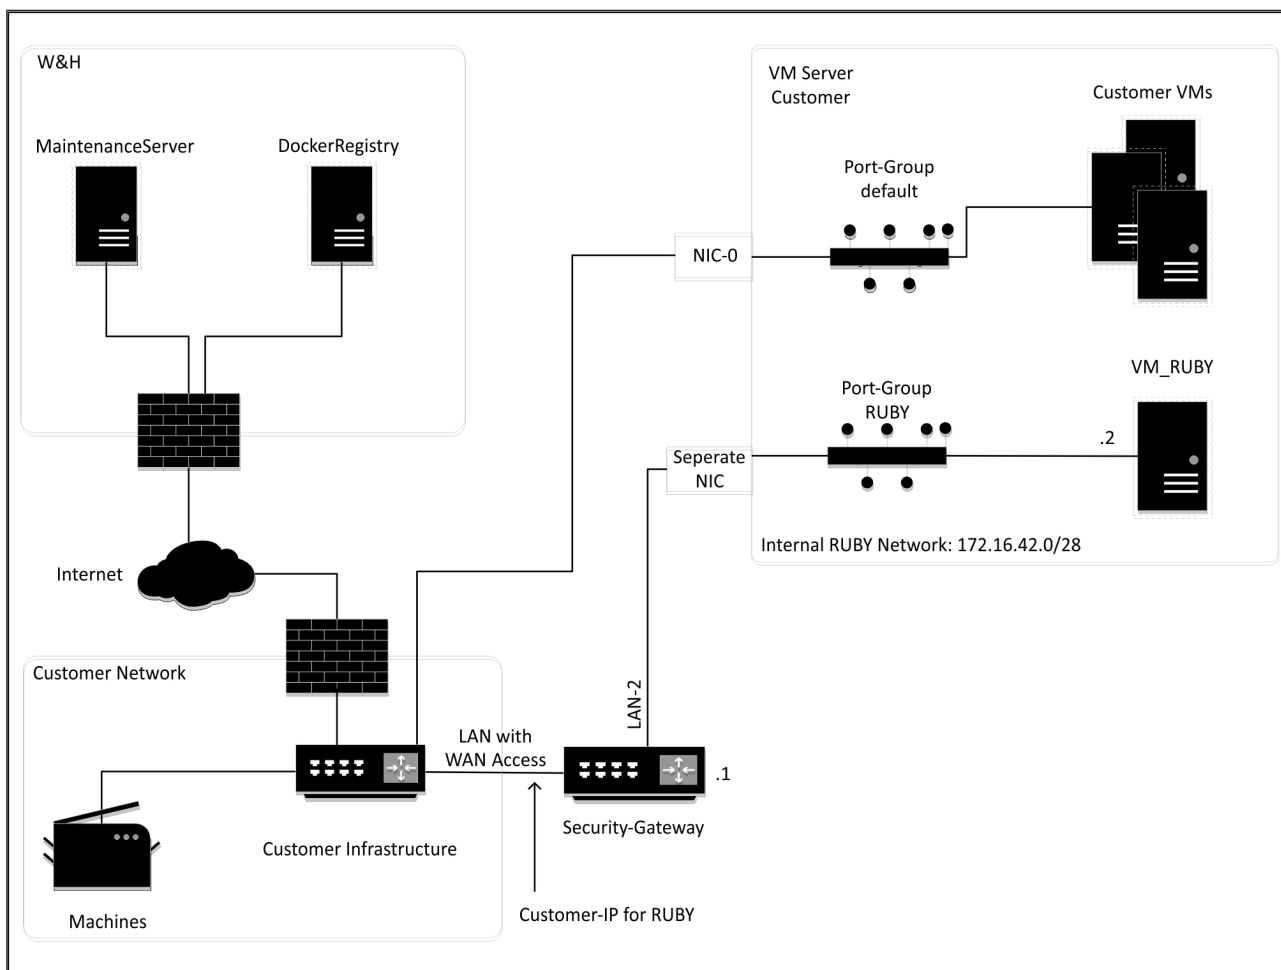 W&H
MaintenanceServer
DockerRegistry
VM Server
Customer
Customer VMs
Port-Group
default
NIC-0
VM_RUBY
Port-Group
RUBY
.2
Seperate
NIC
Internal RUBY Network: 172.16.42.0/28
Internet
Customer Network
LAN-2
LAN with
WAN Access
.1
Security-Gateway
Customer Infrastructure
Customer-IP for RUBY
Machines